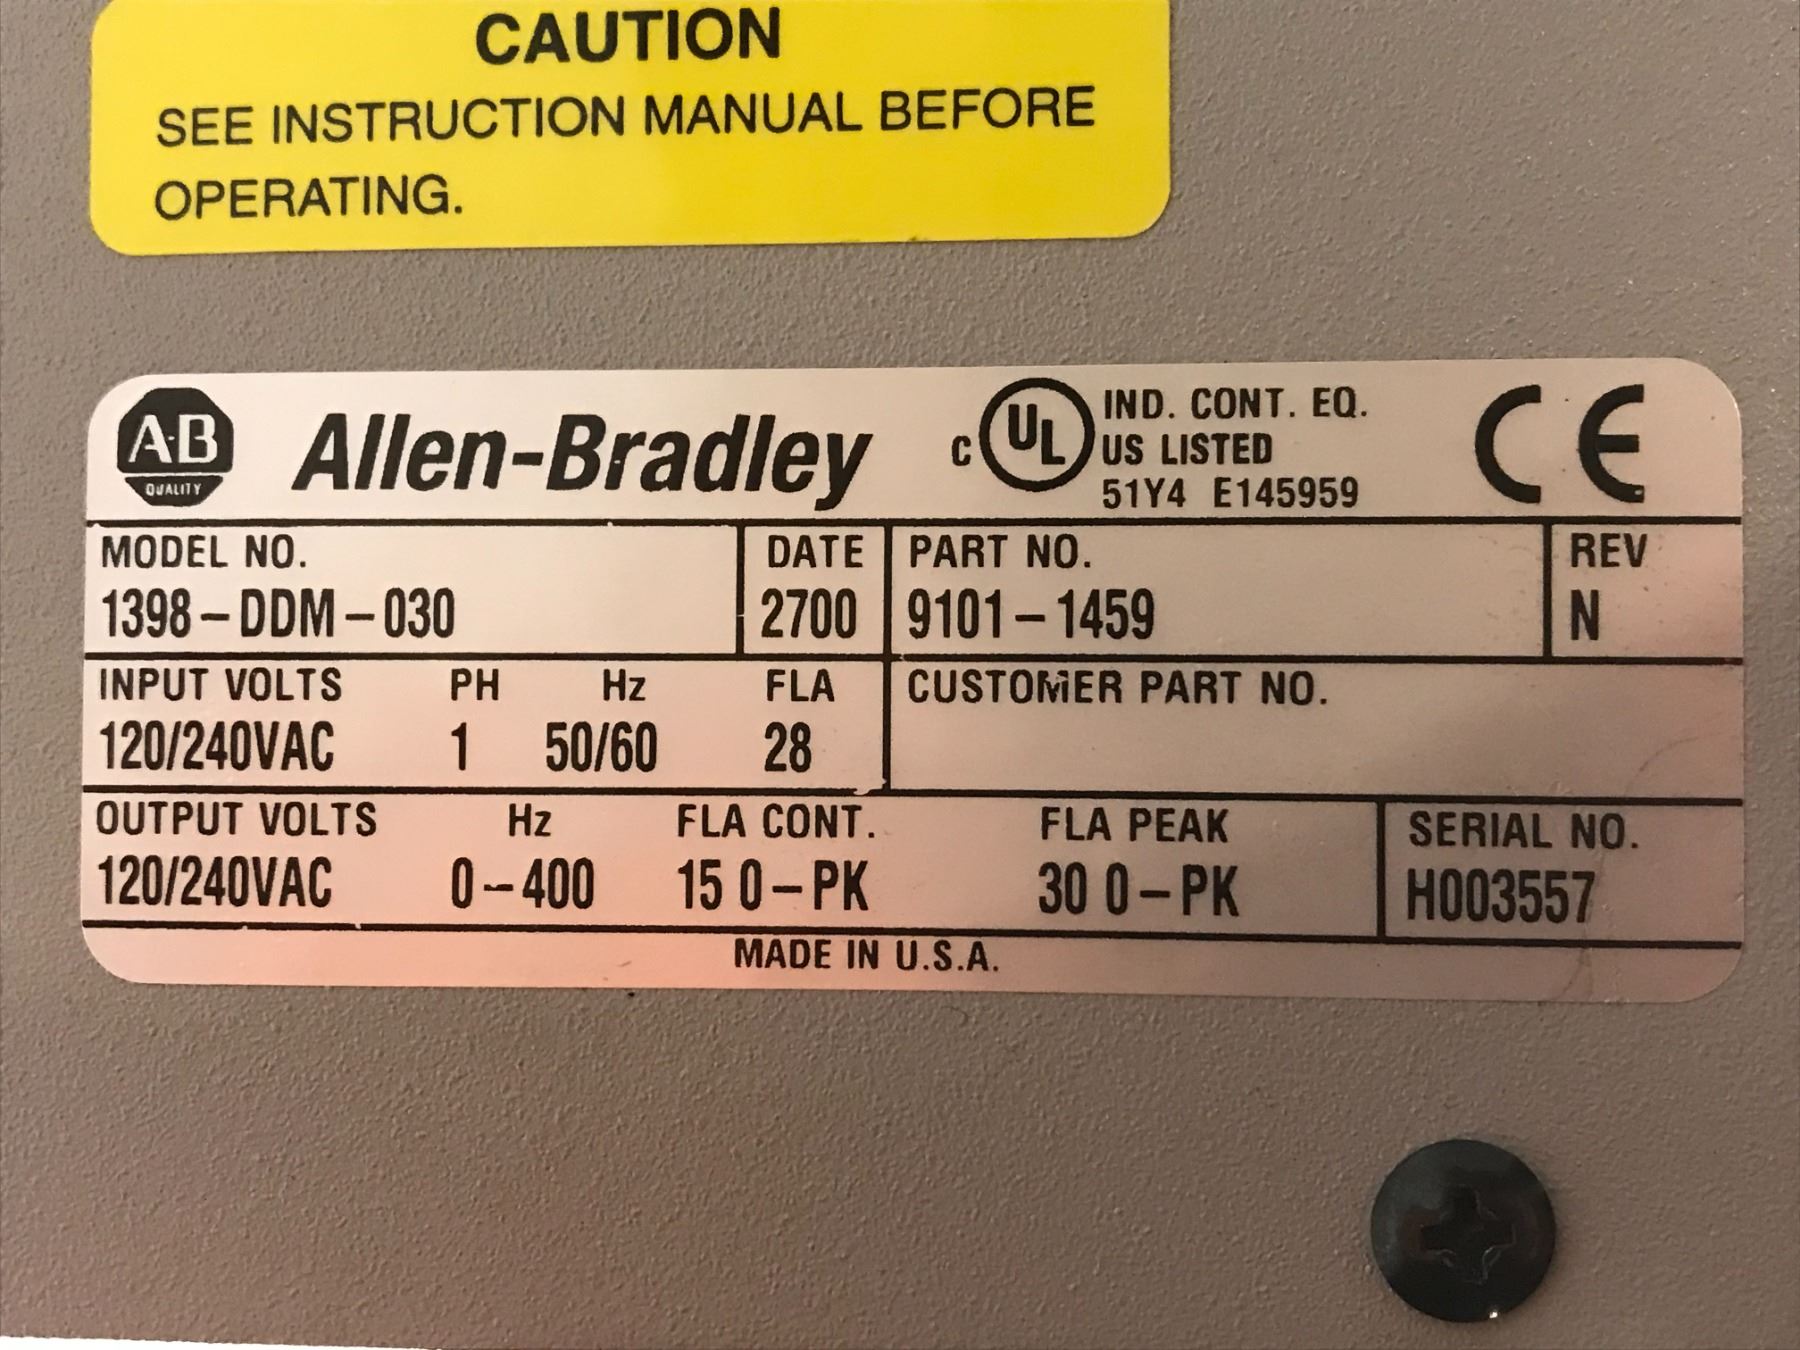 CAUTION
SEE INSTRUCTION MANUAL BEFORE
OPERATING.
A-B
QUALITY
Allen-Bradley
C UL US LISTED
IND. CONT. EQ.
51Y4 E145959
CE
MODEL NO. DATE PART NO. REV
1398-DDM-030 2700 9101-1459 N
INPUT VOLTS PH Hz FLA CUSTOMER PART NO.
120/240VAC 1 50/60 28
OUTPUT VOLTS Hz FLA CONT. FLA PEAK SERIAL NO.
120/240VAC 0-400 15 0-PK 30 0-PK H003557
MADE IN U.S.A.